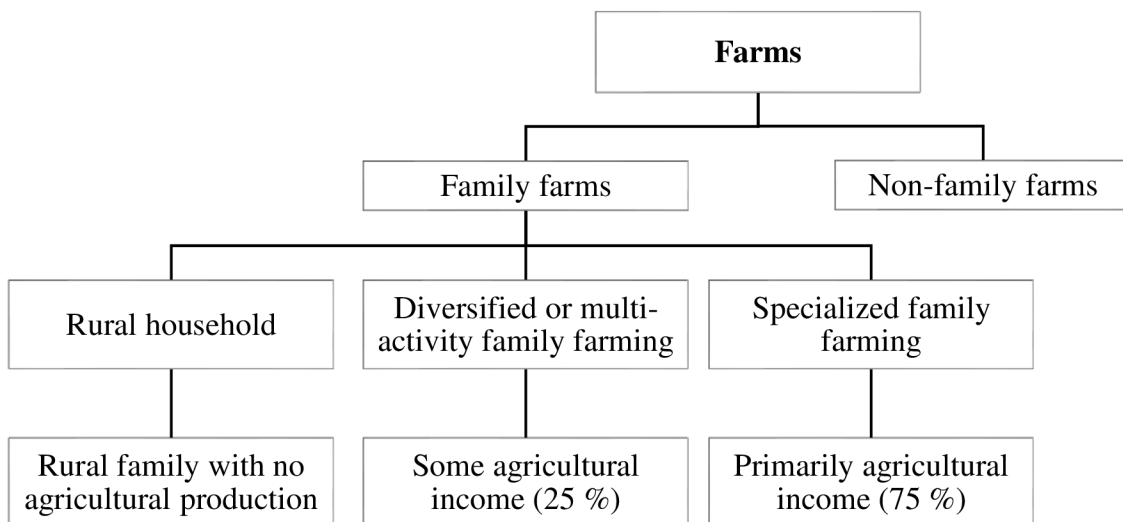 Farms
Family farms
Non-family farms
Rural household
Diversified or multi-
activity family farming
Specialized family
farming
Rural family with no
agricultural production
Some agricultural
income (25 %)
Primarily agricultural
income (75 %)